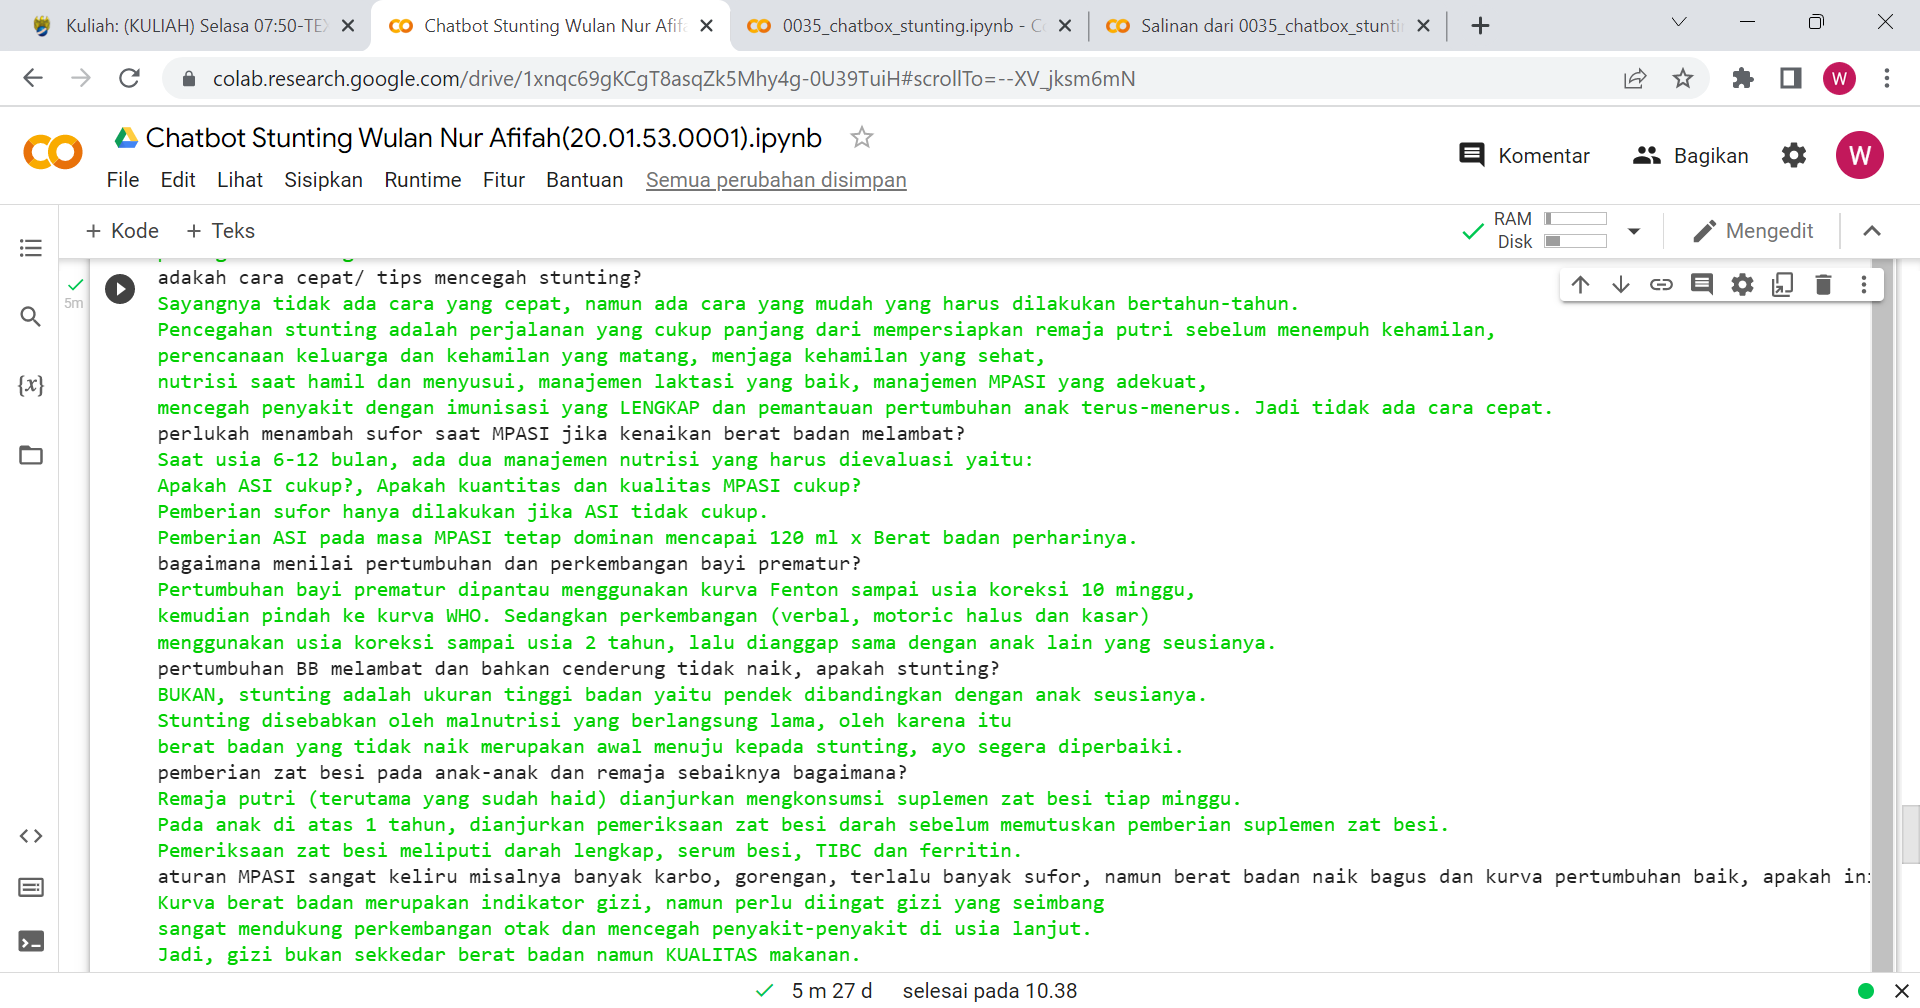 Kuliah: (KULIAH) Selasa 07:50-TEX
Chatbot Stunting Wulan Nur Afifa
0035_chatbox_stunting.ipynb - C
Salinan dari 0035_chatbox_stunti
colab.research.google.com/drive/1xnqc69gKCgT8asqZk5Mhy4g-0U39TuiH#scrollTo=--XV_jksm6mN
W
Chatbot Stunting Wulan Nur Afifah(20.01.53.0001).ipynb
Komentar
Bagikan
W
File Edit Lihat Sisipkan Runtime Fitur Bantuan Semua perubahan disimpan
+ Kode + Teks
RAM
Disk
Mengedit
5m
adakah cara cepat/ tips mencegah stunting?
Sayangnya tidak ada cara yang cepat, namun ada cara yang mudah yang harus dilakukan bertahun-tahun.
Pencegahan stunting adalah perjalanan yang cukup panjang dari mempersiapkan remaja putri sebelum menempuh kehamilan,
perencanaan keluarga dan kehamilan yang matang, menjaga kehamilan yang sehat,
nutrisi saat hamil dan menyusui, manajemen laktasi yang baik, manajemen MPASI yang adekuat,
mencegah penyakit dengan imunisasi yang LENGKAP dan pemantauan pertumbuhan anak terus-menerus. Jadi tidak ada cara cepat.
perlukah menambah sufor saat MPASI jika kenaikan berat badan melambat?
Saat usia 6-12 bulan, ada dua manajemen nutrisi yang harus dievaluasi yaitu:
Apakah ASI cukup?, Apakah kuantitas dan kualitas MPASI cukup?
Pemberian sufor hanya dilakukan jika ASI tidak cukup.
Pemberian ASI pada masa MPASI tetap dominan mencapai 120 ml x Berat badan perharinya.
bagaimana menilai pertumbuhan dan perkembangan bayi prematur?
Pertumbuhan bayi prematur dipantau menggunakan kurva Fenton sampai usia koreksi 10 minggu,
kemudian pindah ke kurva WHO. Sedangkan perkembangan (verbal, motoric halus dan kasar)
menggunakan usia koreksi sampai usia 2 tahun, lalu dianggap sama dengan anak lain yang seusianya.
pertumbuhan BB melambat dan bahkan cenderung tidak naik, apakah stunting?
BUKAN, stunting adalah ukuran tinggi badan yaitu pendek dibandingkan dengan anak seusianya.
Stunting disebabkan oleh malnutrisi yang berlangsung lama, oleh karena itu
berat badan yang tidak naik merupakan awal menuju kepada stunting, ayo segera diperbaiki.
pemberian zat besi pada anak-anak dan remaja sebaiknya bagaimana?
Remaja putri (terutama yang sudah haid) dianjurkan mengkonsumsi suplemen zat besi tiap minggu.
Pada anak di atas 1 tahun, dianjurkan pemeriksaan zat besi darah sebelum memutuskan pemberian suplemen zat besi.
Pemeriksaan zat besi meliputi darah lengkap, serum besi, TIBC dan ferritin.
aturan MPASI sangat keliru misalnya banyak karbo, gorengan, terlalu banyak sufor, namun berat badan naik bagus dan kurva pertumbuhan baik, apakah in
Kurva berat badan merupakan indikator gizi, namun perlu diingat gizi yang seimbang
sangat mendukung perkembangan otak dan mencegah penyakit-penyakit di usia lanjut.
Jadi, gizi bukan sekkedar berat badan namun KUALITAS makanan.
5 m 27 d selesai pada 10.38